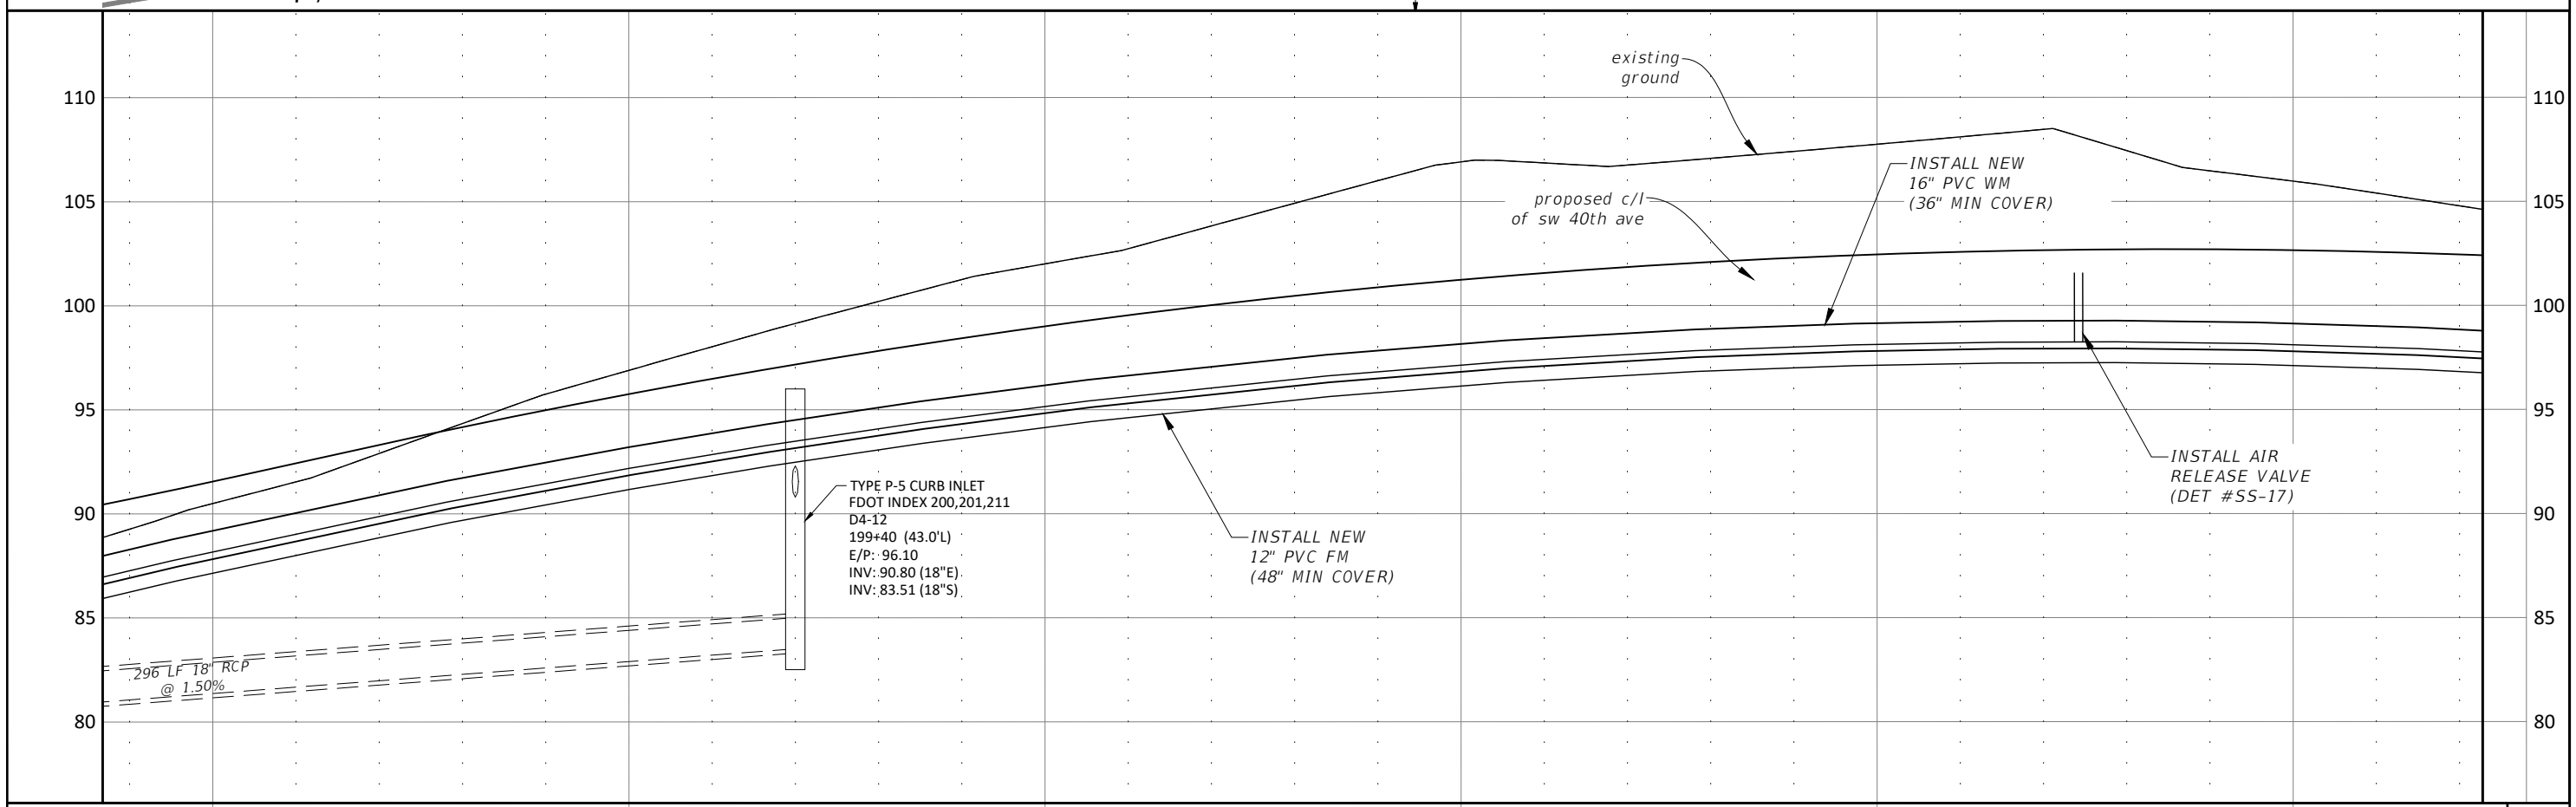 existing
ground
110
110
INSTALL NEW
16" PVC WM
(36" MIN COVER)
proposed c/l
of sw 40th ave
105
105
100
100
95
95
INSTALL AIR
RELEASE VALVE
(DET #SS-17)
TYPE P-5 CURB INLET
FDOT INDEX 200,201,211
D4-12
199+40 (43.0'L)
E/P: 96.10
INV: 90.80 (18"E)
INV: 83.51 (18"S)
90
90
INSTALL NEW
12" PVC FM
(48" MIN COVER)
85
85
296 LF 18" RCP
@ 1.50%
80
80